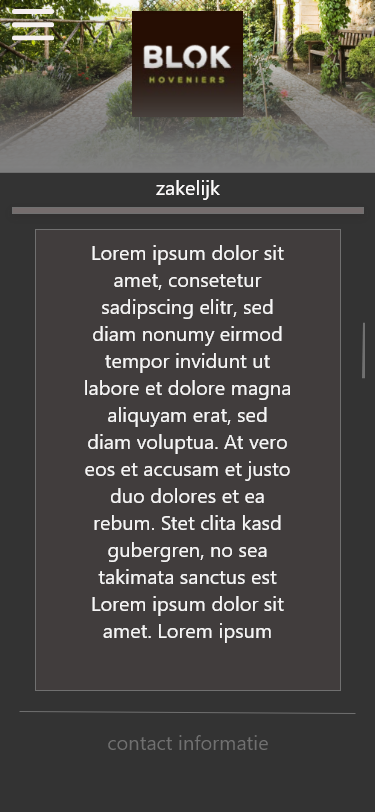 BLOK
HOVENIERS
zakelijk
Lorem ipsum dolor sit
amet, consetetur
sadipscing elitr, sed
diam nonumy eirmod
tempor invidunt ut
labore et dolore magna
aliquyam erat, sed
diam voluptua. At vero
eos et accusam et justo
duo dolores et ea
rebum. Stet clita kasd
gubergren, no sea
takimata sanctus est
Lorem ipsum dolor sit
amet. Lorem ipsum
contact informatie